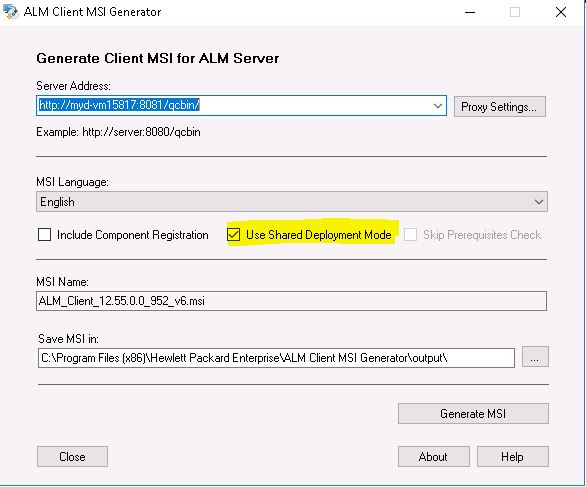 ALM Client MSI Generator
Generate Client MSI for ALM Server
Server Address:
http://myd-vm15817:8081/qcbin/
Proxy Settings...
Example: http://server:8080/qcbin
MSI Language:
English
Include Component Registration
Use Shared Deployment Mode
Skip Prerequisites Check
MSI Name:
ALM_Client_12.55.0.0_952_v6.msi
Save MSI in:
C:\Program Files (x86)\Hewlett Packard Enterprise\ALM Client MSI Generator\output\
...
Generate MSI
Close
About
Help